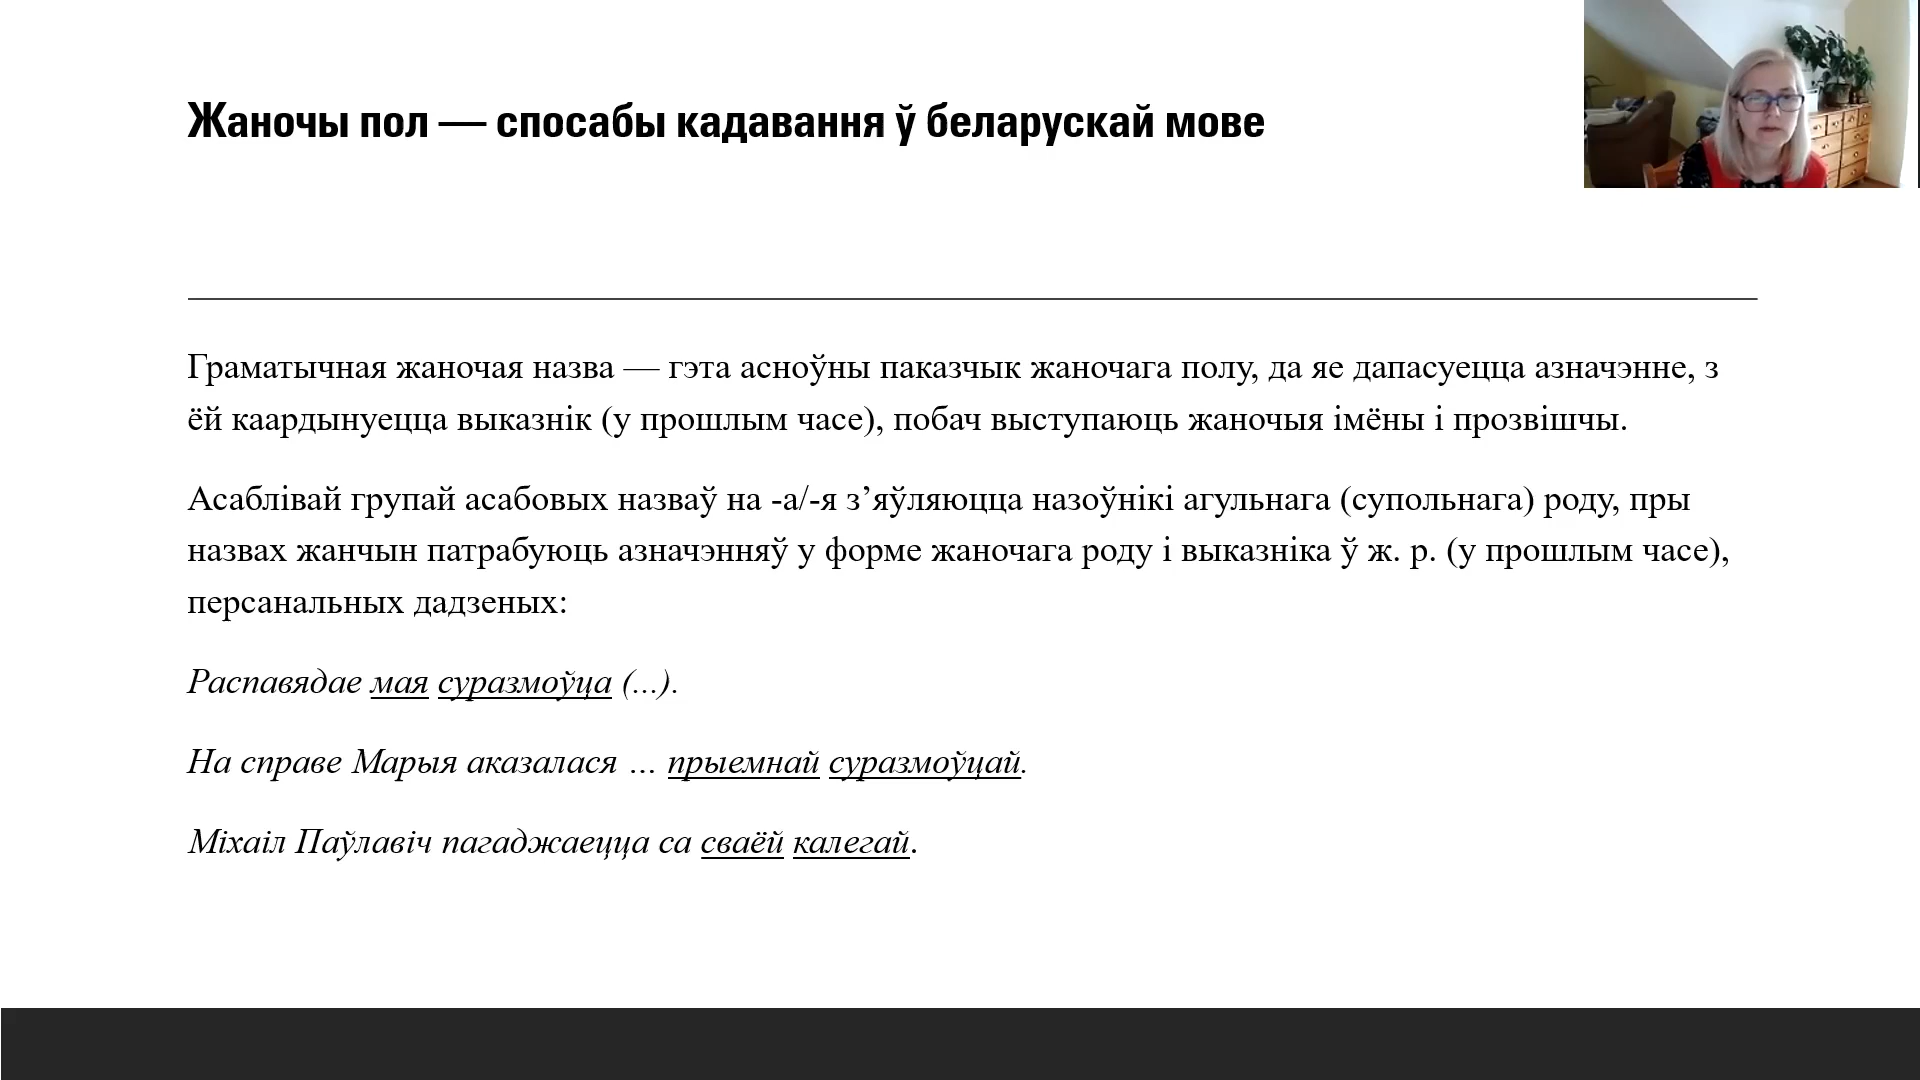 Жаночы пол — спосабы кадавання ў беларускай мове
Граматычная жаночая назва — гэта асноўны паказчык жаночага полу, да яе дапасуецца азначэнне, з
ёй каардынуецца выказнік (у прошлым часе), побач выступаюць жаночыя імёны і прозвішчы.
Асаблівай групай асабовых назваў на -а/-я з’яўляюцца назоўнікі агульнага (супольнага) роду, пры
назвах жанчын патрабуюць азначэнняў у форме жаночага роду і выказніка ў ж. р. (у прошлым часе),
персанальных дадзеных:
Распавядае мая суразмоўца (...).
На справе Марыя аказалася … прыемнай суразмоўцай.
Міхаіл Паўлавіч пагаджаецца са сваёй калегай.